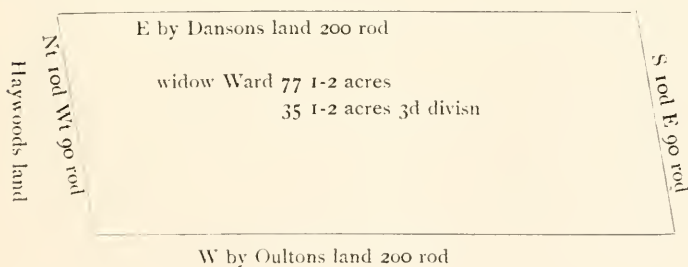 E by Dansons land 200 rod
Haywoods land
Nt 10d Wt 90 rod
widow Ward 77 1-2 acres
35 1-2 acres 3d divisn
S 10d E 90 rod
W by Oultons land 200 rod